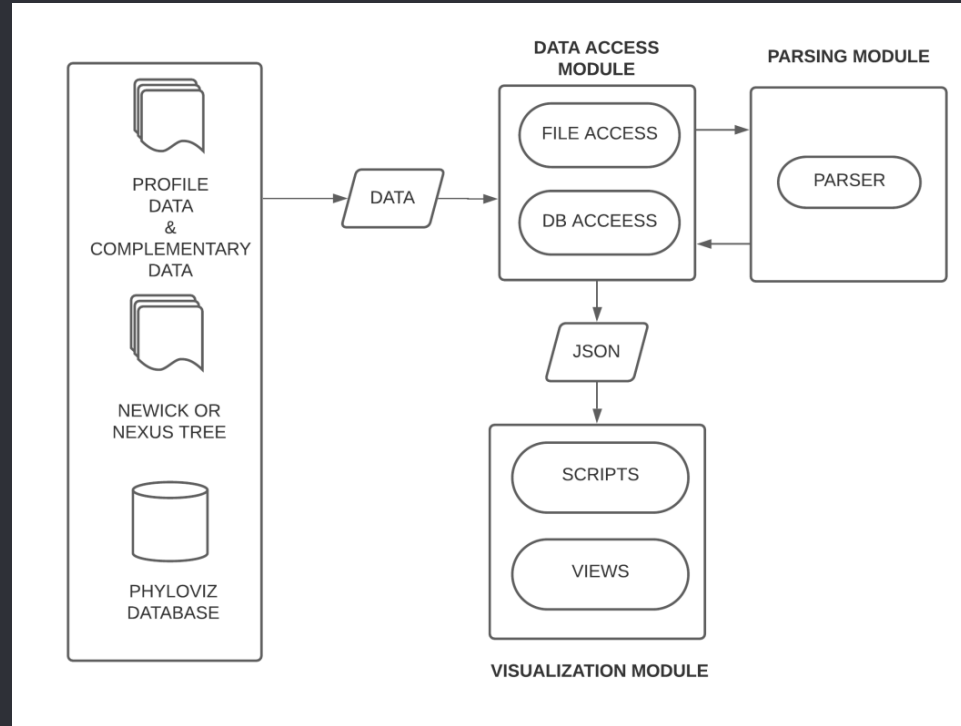 DATA ACCESS
MODULE
PARSING MODULE
PROFILE
DATA
&
COMPLEMENTARY
DATA
NEWICK OR
NEXUS TREE
PHYLOVIZ
DATABASE
DATA
FILE ACCESS
DB ACCEESS
PARSER
JSON
SCRIPTS
VIEWS
VISUALIZATION MODULE